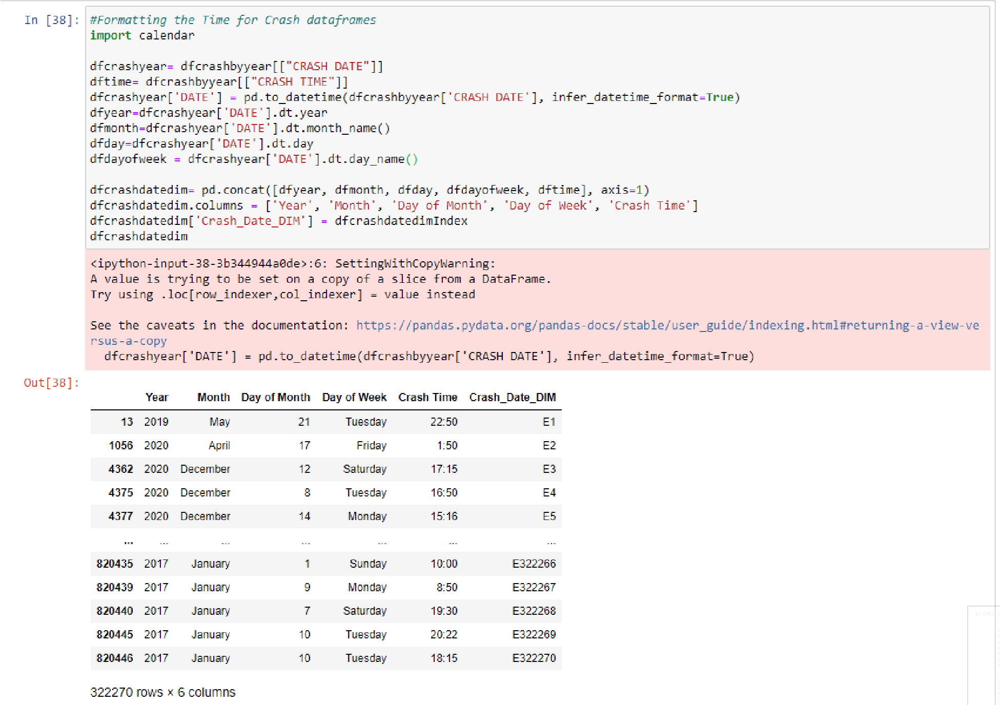 In [38]: #Formatting the Time for Crash dataframes
import calendar
dfcrashyear= dfcrashbyyear[["CRASH DATE"]]
dftime= dfcrashbyyear[["CRASH TIME"]]
dfcrashyear['DATE'] = pd.to_datetime(dfcrashbyyear['CRASH DATE'], infer_datetime_format=True)
dfyear=dfcrashyear['DATE'].dt.year
dfmonth=dfcrashyear['DATE'].dt.month_name()
dfday=dfcrashyear['DATE'].dt.day
dfdayofweek = dfcrashyear['DATE'].dt.day_name()
dfcrashdatedim= pd.concat([dfyear, dfmonth, dfday, dfdayofweek, dftime], axis=1)
dfcrashdatedim.columns = ['Year', 'Month', 'Day of Month', 'Day of Week', 'Crash Time']
dfcrashdatedim['Crash_Date_DIM'] = dfcrashdatedimIndex
dfcrashdatedim
<ipython-input-38-3b344944a0de>:6: SettingWithCopyWarning:
A value is trying to be set on a copy of a slice from a DataFrame.
Try using .loc[row_indexer,col_indexer] = value instead
See the caveats in the documentation: https://pandas.pydata.org/pandas-docs/stable/user_guide/indexing.html#returning-a-view-ve
rsus-a-copy
dfcrashyear['DATE'] = pd.to_datetime(dfcrashbyyear['CRASH DATE'], infer_datetime_format=True)
Out[38]:
Year Month Day of Month Day of Week Crash Time Crash_Date_DIM
13 2019 May 21 Tuesday 22:50 E1
1056 2020 April 17 Friday 1:50 E2
4362 2020 December 12 Saturday 17:15 E3
4375 2020 December 8 Tuesday 16:50 E4
4377 2020 December 14 Monday 15:16 E5
... ... ... ... ... ... ...
820435 2017 January 1 Sunday 10:00 E322266
820439 2017 January 9 Monday 8:50 E322267
820440 2017 January 7 Saturday 19:30 E322268
820445 2017 January 10 Tuesday 20:22 E322269
820446 2017 January 10 Tuesday 18:15 E322270
322270 rows × 6 columns